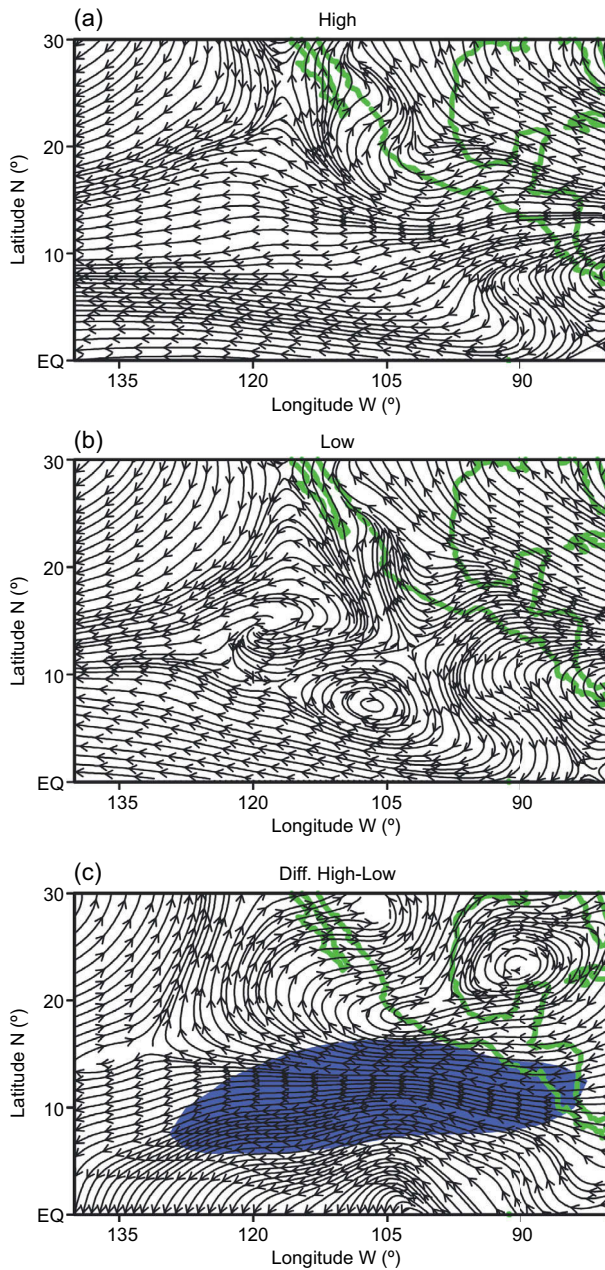 (a)
High
30
20
10
EQ
Latitude N (º)
135
120
105
90
Longitude W (º)
(b)
Low
30
20
10
EQ
Latitude N (º)
135
120
105
90
Longitude W (º)
(c)
Diff. High-Low
30
20
10
EQ
Latitude N (º)
135
120
105
90
Longitude W (º)